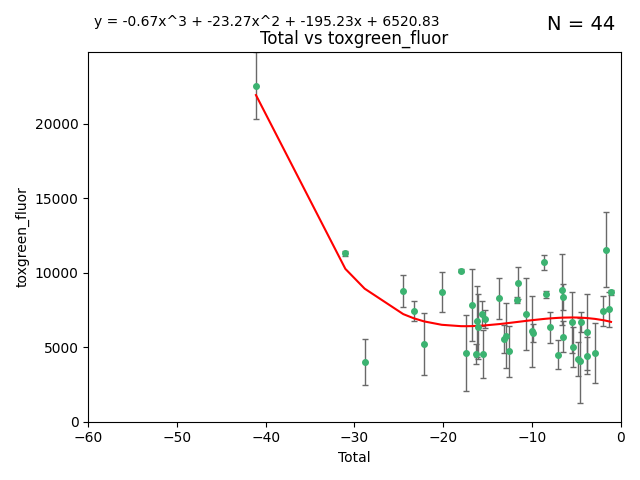 y = -0.67x^3 + -23.27x^2 + -195.23x + 6520.83
N = 44
Total vs toxgreen_fluor
toxgreen_fluor
20000
15000
10000
5000
0
−60
−50
−40
−30
−20
−10
0
Total